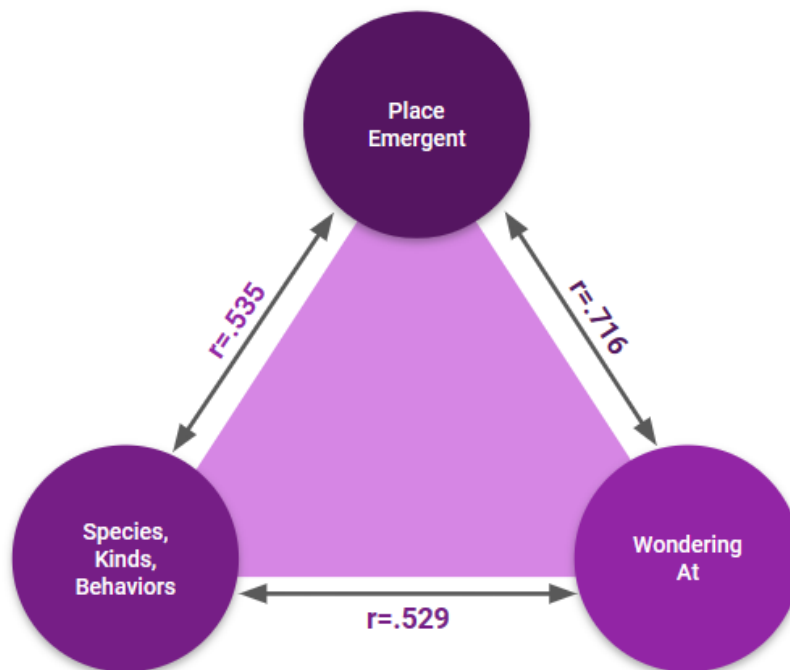 Place
Emergent
r=.535
r=.716
Species,
Kinds,
Behaviors
Wondering
At
r=.529